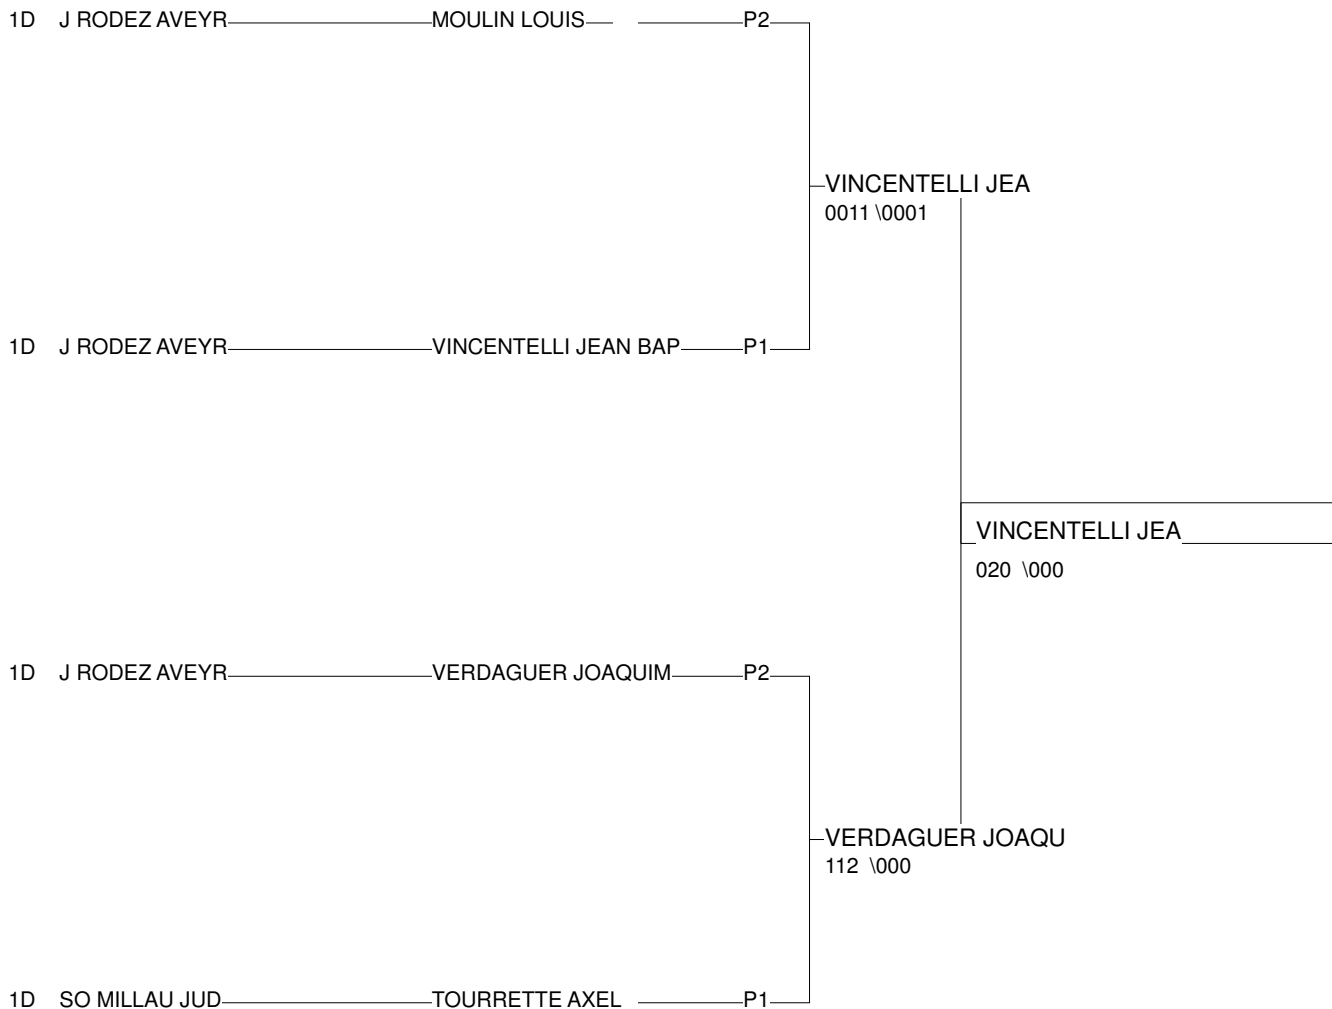 1D J RODEZ AVEYR MOULIN LOUIS P2
VINCENTELLI JEA
0011 \0001
1D J RODEZ AVEYR VINCENTELLI JEAN BAP P1
VINCENTELLI JEA
020 \000
1D J RODEZ AVEYR VERDAGUER JOAQUIM P2
VERDAGUER JOAQU
112 \000
1D SO MILLAU JUD TOURRETTE AXEL P1